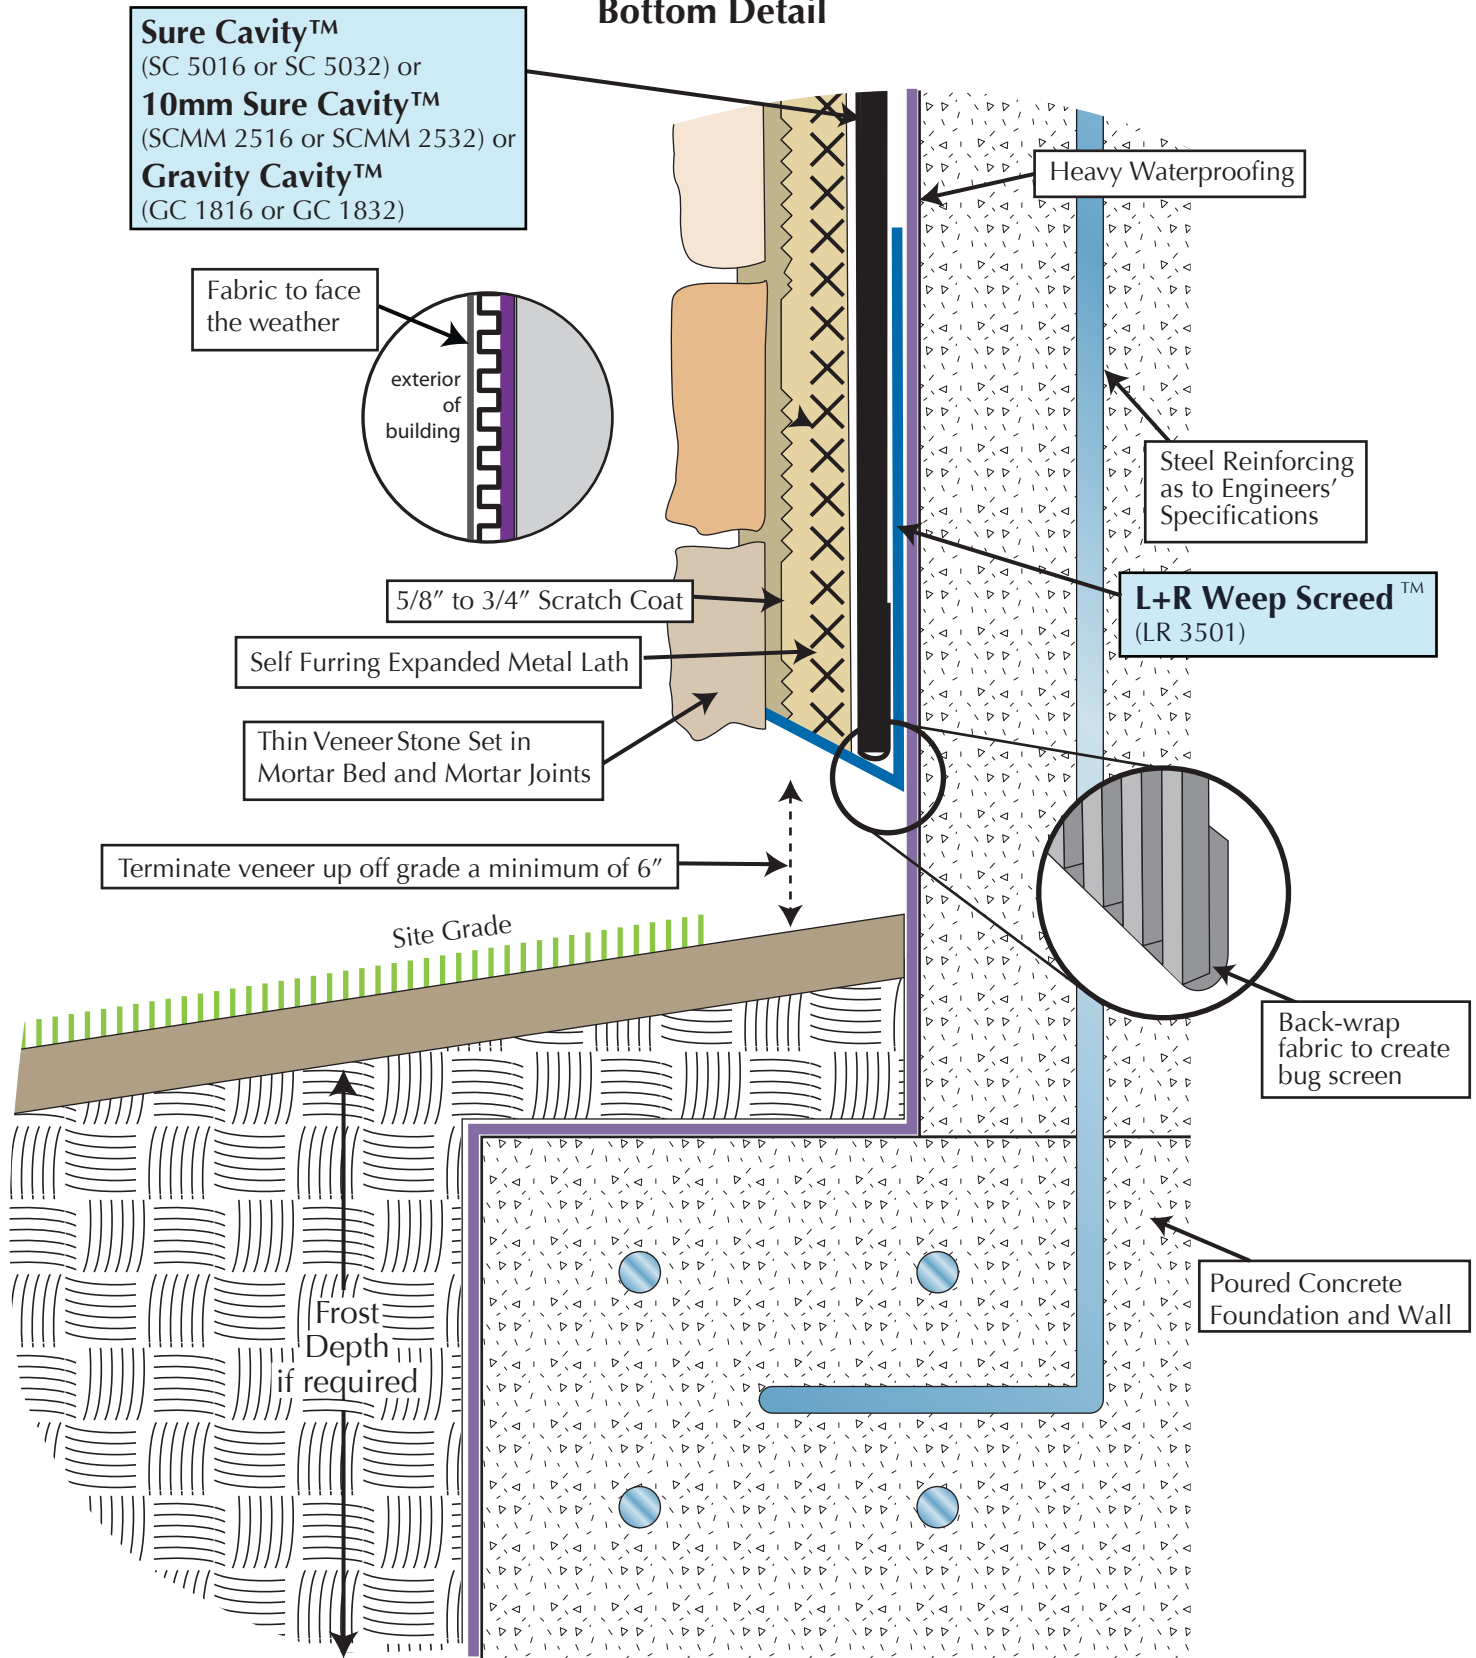 Bottom Detail
Sure Cavity™
(SC 5016 or SC 5032) or
10mm Sure Cavity™
(SCMM 2516 or SCMM 2532) or
Gravity Cavity™
(GC 1816 or GC 1832)
Heavy Waterproofing
Fabric to face
the weather
exterior
of
building
Steel Reinforcing
as to Engineers’
Specifications
L+R Weep Screed ™
(LR 3501)
5/8” to 3/4” Scratch Coat
Self Furring Expanded Metal Lath
Thin Veneer Stone Set in
Mortar Bed and Mortar Joints
Terminate veneer up off grade a minimum of 6”
Site Grade
Back-wrap
fabric to create
bug screen
Poured Concrete
Foundation and Wall
Frost
Depth
if required